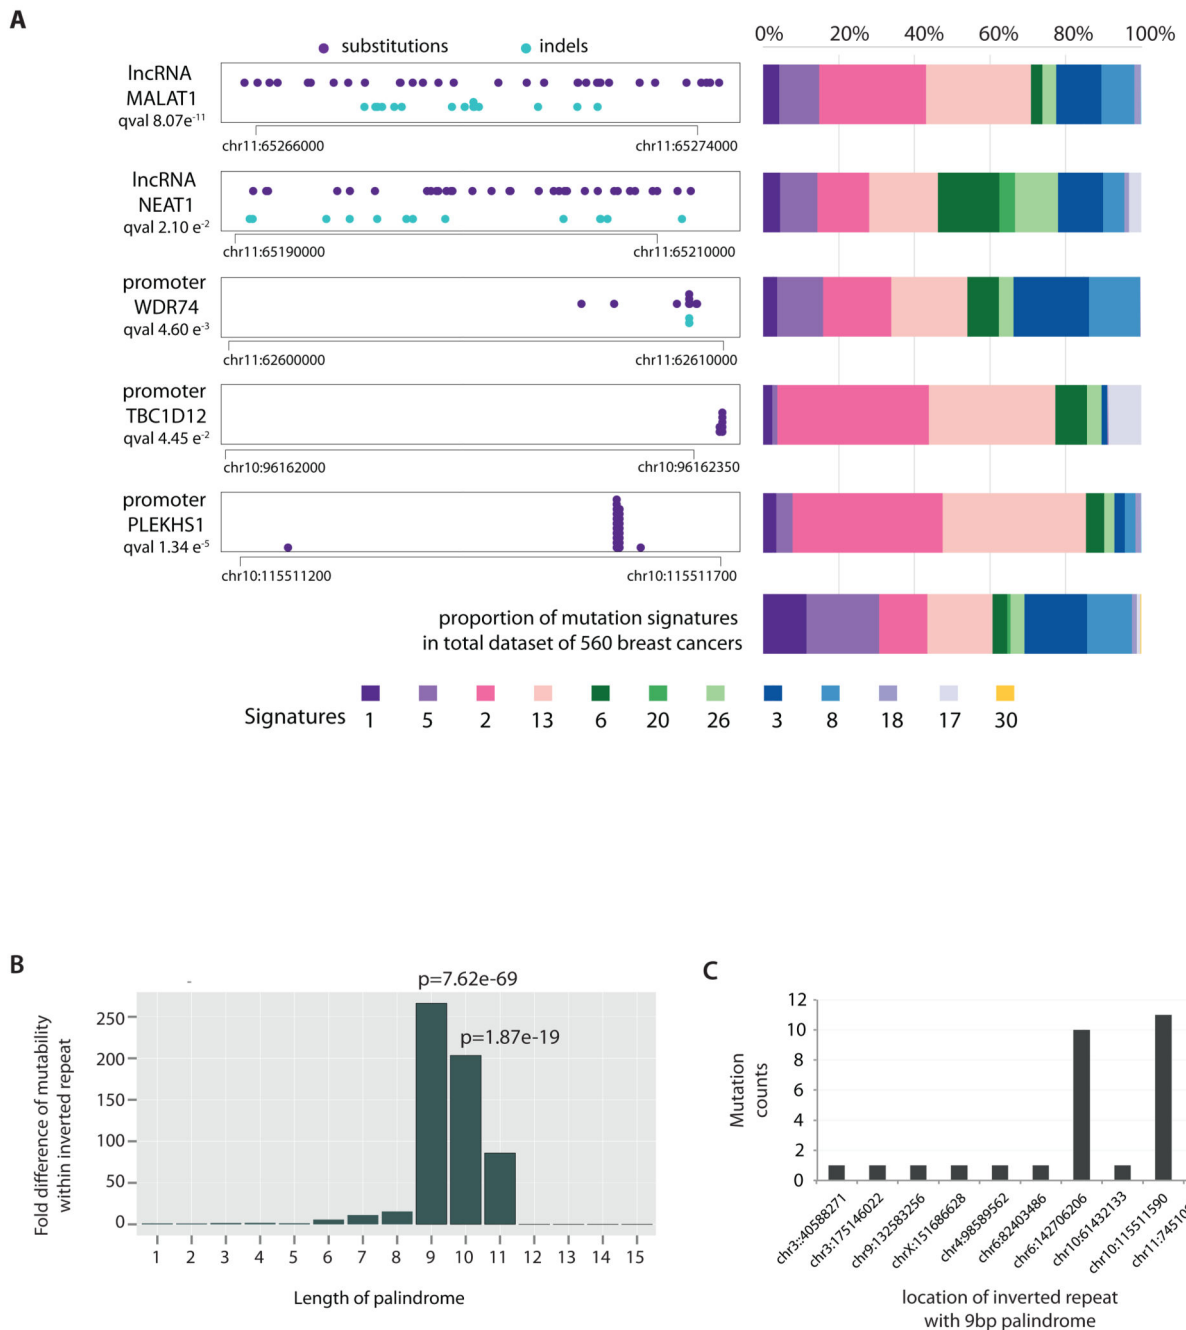 A
substitutions
indels
0%
20%
40%
60%
80%
100%
lncRNA
MALAT1
qval 8.07e⁻¹¹
chr11:65266000
chr11:65274000
lncRNA
NEAT1
qval 2.10 e⁻²
chr11:65190000
chr11:65210000
promoter
WDR74
qval 4.60 e⁻³
chr11:62600000
chr11:62610000
promoter
TBC1D12
qval 4.45 e⁻²
chr10:96162000
chr10:96162350
promoter
PLEKHS1
qval 1.34 e⁻⁵
chr10:115511200
chr10:115511700
proportion of mutation signatures
in total dataset of 560 breast cancers
Signatures
1
5
2
13
6
20
26
3
8
18
17
30
B
p=7.62e-69
p=1.87e-19
Fold difference of mutability
within inverted repeat
250
200
150
100
50
0
1
2
3
4
5
6
7
8
9
10
11
12
13
14
15
Length of palindrome
C
Mutation
counts
12
10
8
6
4
2
0
chr3:40588271
chr3:175146022
chr9:132583256
chrX:151686628
chr4:98589562
chr6:82403486
chr6:142706206
chr10:61432133
chr10:115511590
location of inverted repeat
with 9bp palindrome